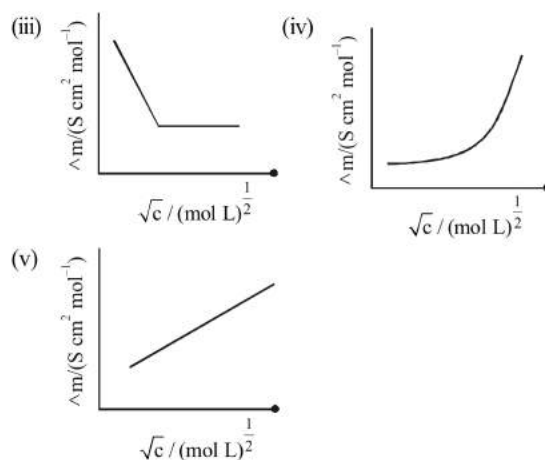 (iii)
^m/(S cm² mol⁻¹)
√c / (mol L)^1/2
(iv)
^m/(S cm² mol⁻¹)
√c / (mol L)^1/2
(v)
^m/(S cm² mol⁻¹)
√c / (mol L)^1/2